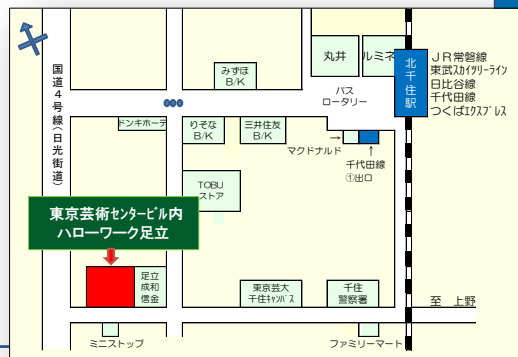 国道４号線（日光街道）
みずほ
B/K
丸井
ルミネ
北千住駅
ＪＲ常磐線
東武ｽｶｲﾂﾘｰﾗｲﾝ
日比谷線
千代田線
つくばｴｸｽﾌﾟﾚｽ
バス
ロータリー
ドンキホーテ
りそな
B/K
三井住友
B/K
→
マクドナルド
↑
千代田線
①出口
TOBU
ストア
東京芸術センタービル内
ハローワーク足立
足立
成和
信金
東京芸大
千住ｷｬﾝﾊﾟｽ
千住
警察署
至　上野
ミニストップ
ファミリーマート